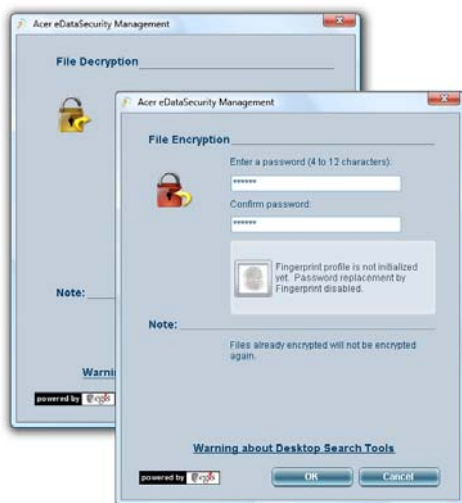 Acer eDataSecurity Management
File Decryption
Note:
Warni
powered by egis
Acer eDataSecurity Management
File Encryption
Enter a password (4 to 12 characters):
******
Confirm password:
******
Fingerprint profile is not initialized
yet. Password replacement by
Fingerprint disabled.
Note:
Files already encrypted will not be encrypted
again.
Warning about Desktop Search Tools
powered by egis
OK
Cancel